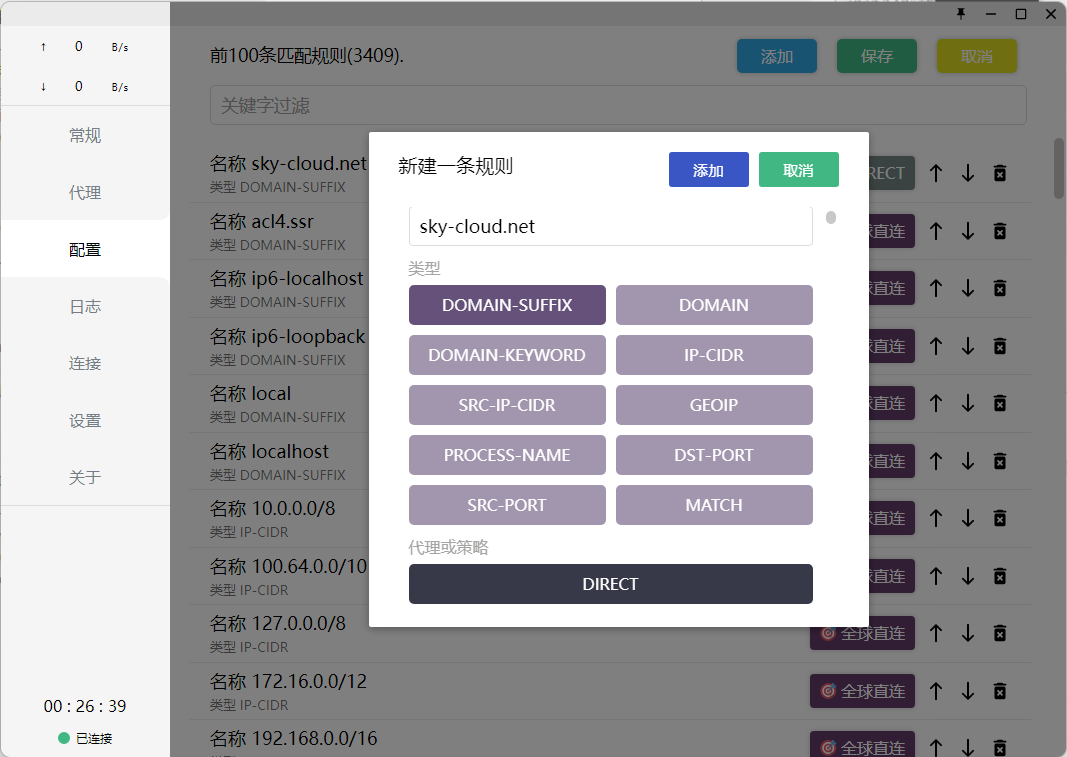 ↑ 0 B/s
↓ 0 B/s
常规
代理
配置
日志
连接
设置
关于
00 : 26 : 39
已连接
前100条匹配规则(3409).
添加 保存 取消
关键字过滤
名称 sky-cloud.net
类型 DOMAIN-SUFFIX
RECT
名称 acl4.ssr
类型 DOMAIN-SUFFIX
球直连
名称 ip6-localhost
类型 DOMAIN-SUFFIX
球直连
名称 ip6-loopback
类型 DOMAIN-SUFFIX
球直连
名称 local
类型 DOMAIN-SUFFIX
球直连
名称 localhost
类型 DOMAIN-SUFFIX
球直连
名称 10.0.0.0/8
类型 IP-CIDR
球直连
名称 100.64.0.0/10
类型 IP-CIDR
球直连
名称 127.0.0.0/8
类型 IP-CIDR
全球直连
名称 172.16.0.0/12
类型 IP-CIDR
全球直连
名称 192.168.0.0/16
全球直连
新建一条规则
添加 取消
sky-cloud.net
类型
DOMAIN-SUFFIX DOMAIN
DOMAIN-KEYWORD IP-CIDR
SRC-IP-CIDR GEOIP
PROCESS-NAME DST-PORT
SRC-PORT MATCH
代理或策略
DIRECT